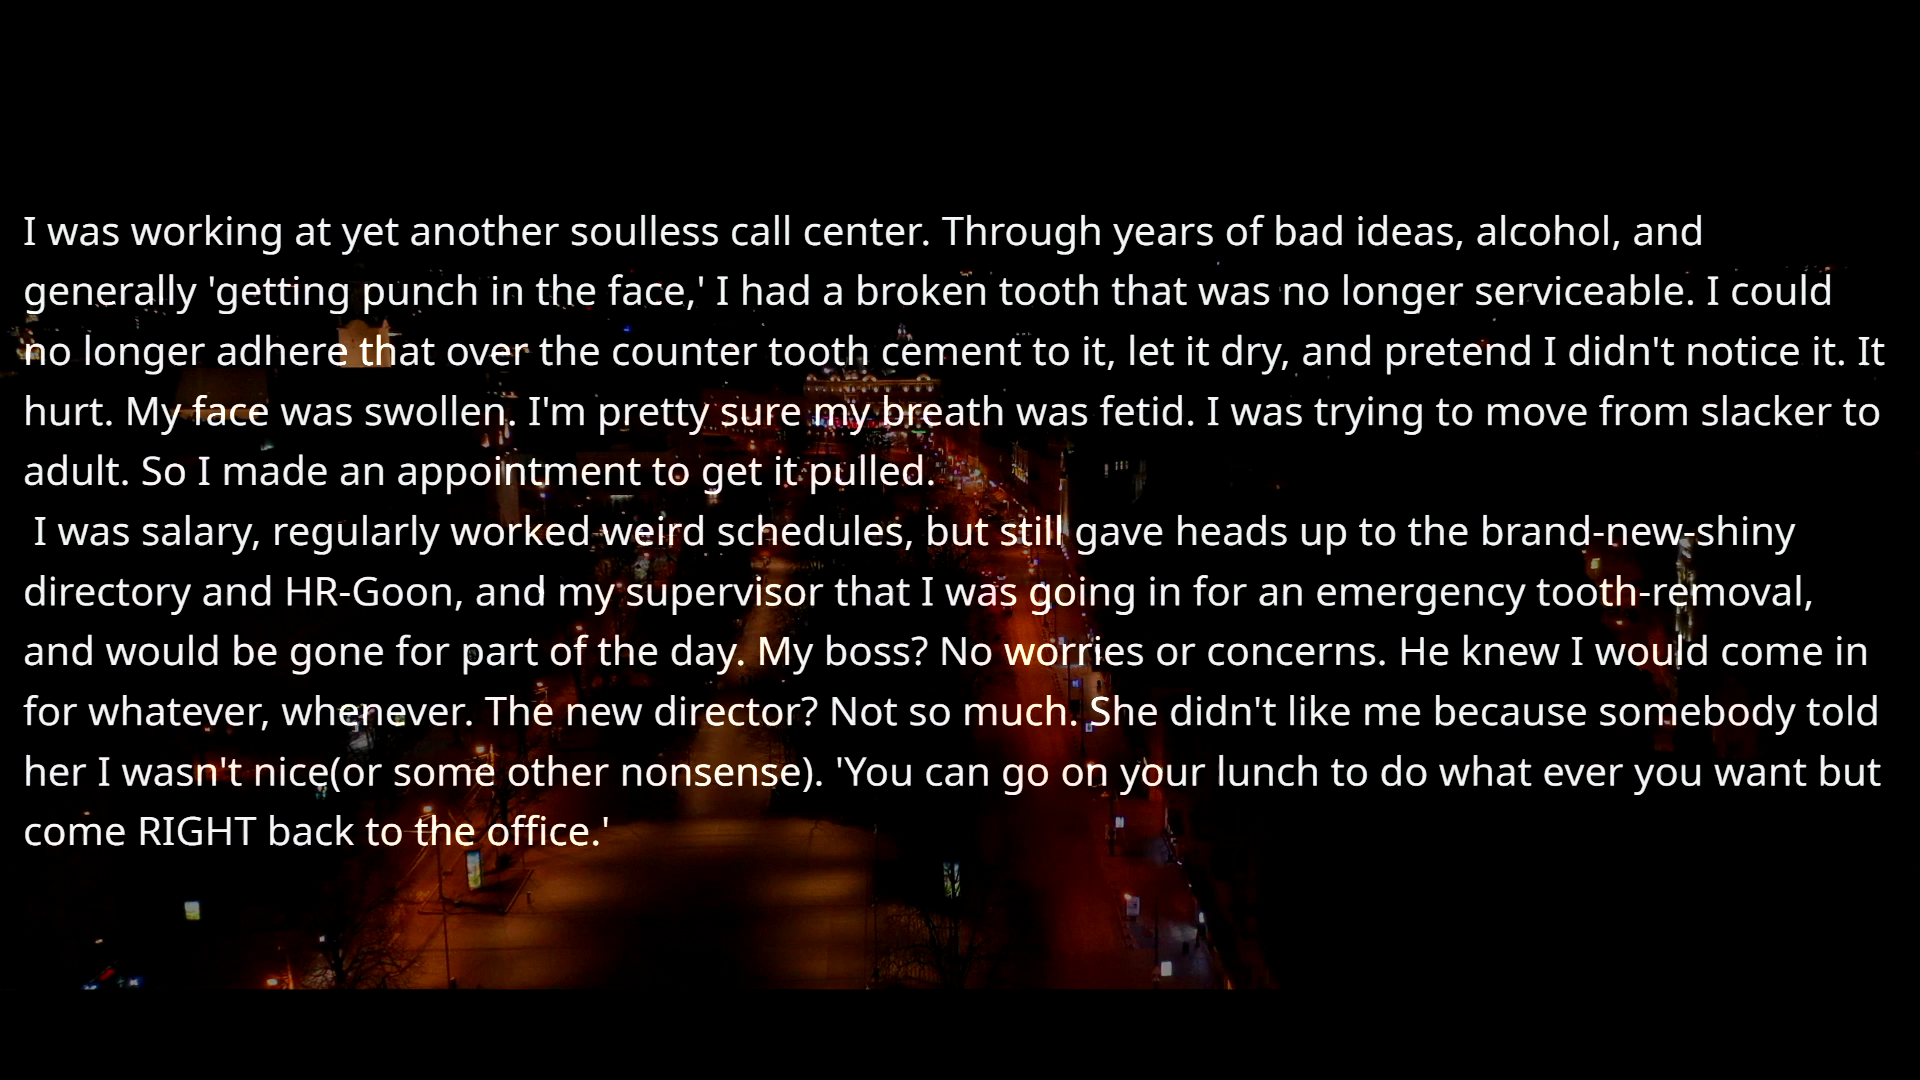 I was working at yet another soulless call center. Through years of bad ideas, alcohol, and
generally 'getting punch in the face,' I had a broken tooth that was no longer serviceable. I could
no longer adhere that over the counter tooth cement to it, let it dry, and pretend I didn't notice it. It
hurt. My face was swollen. I'm pretty sure my breath was fetid. I was trying to move from slacker to
adult. So I made an appointment to get it pulled.
I was salary, regularly worked weird schedules, but still gave heads up to the brand-new-shiny
directory and HR-Goon, and my supervisor that I was going in for an emergency tooth-removal,
and would be gone for part of the day. My boss? No worries or concerns. He knew I would come in
for whatever, whenever. The new director? Not so much. She didn't like me because somebody told
her I wasn't nice(or some other nonsense). 'You can go on your lunch to do what ever you want but
come RIGHT back to the office.'